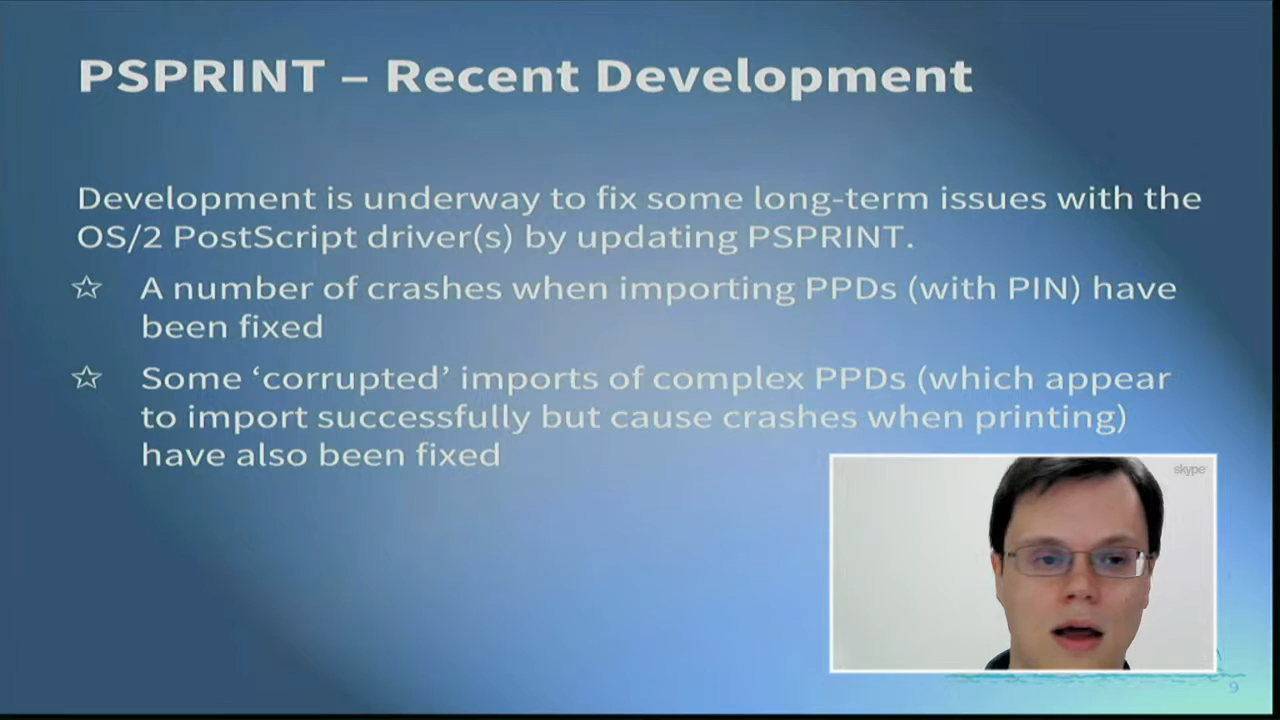 PSPRINT – Recent Development
Development is underway to fix some long-term issues with the
OS/2 PostScript driver(s) by updating PSPRINT.
☆ A number of crashes when importing PPDs (with PIN) have
been fixed
☆ Some ‘corrupted’ imports of complex PPDs (which appear
to import successfully but cause crashes when printing)
have also been fixed
skype
9